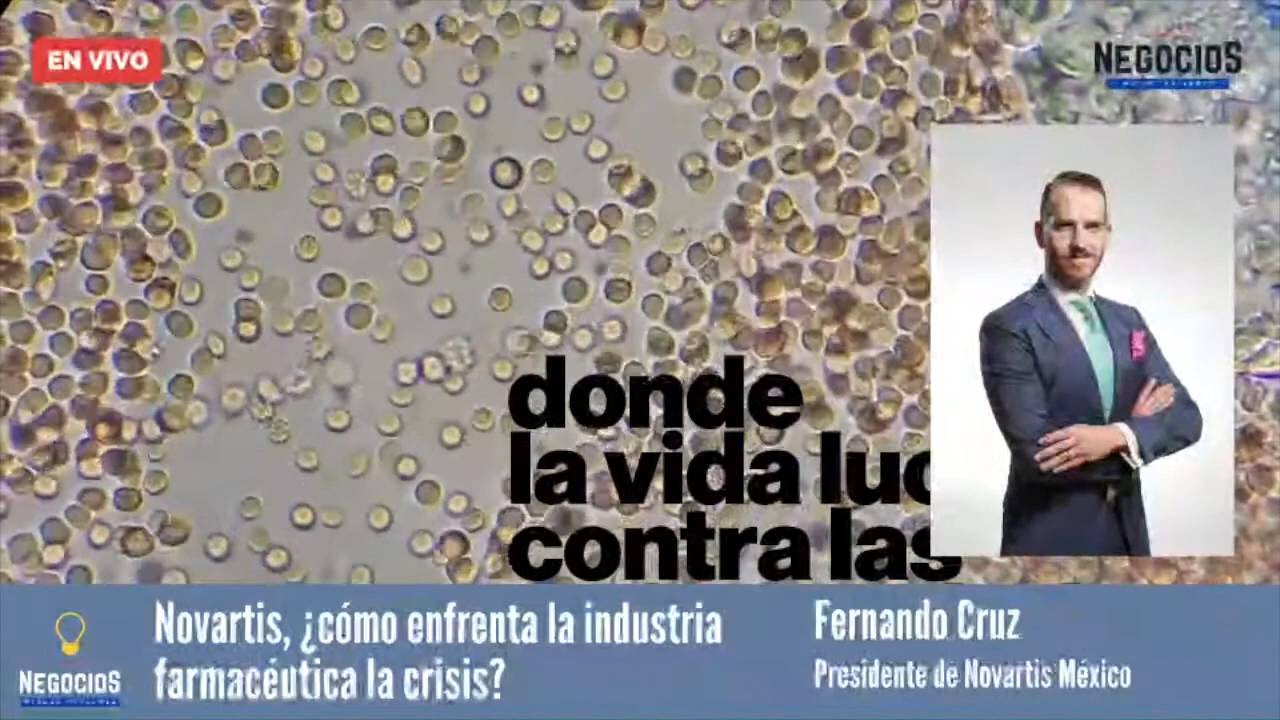 EN VIVO
NEGOCIOS
donde
la vida luc
contra las
Novartis, ¿cómo enfrenta la industria
farmacéutica la crisis?
Fernando Cruz
Presidente de Novartis México
NEGOCIOS